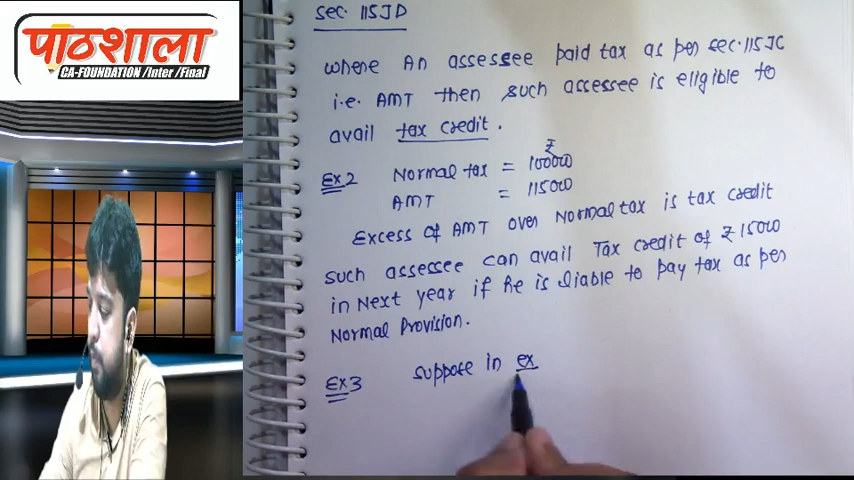 पाठशाला
CA-FOUNDATION /Inter /Final
Sec. 115JD
where An assessee paid tax as per sec. 115JC
i.e. AMT then such assessee is eligible to
avail tax credit.
₹
Ex2 Normal tax = 100000
AMT = 115000
Excess of AMT over Normal tax is tax credit
Such assessee can avail Tax credit of ₹ 15000
in Next year if he is liable to pay tax as per
Normal Provision.
Ex3 Suppose in ex